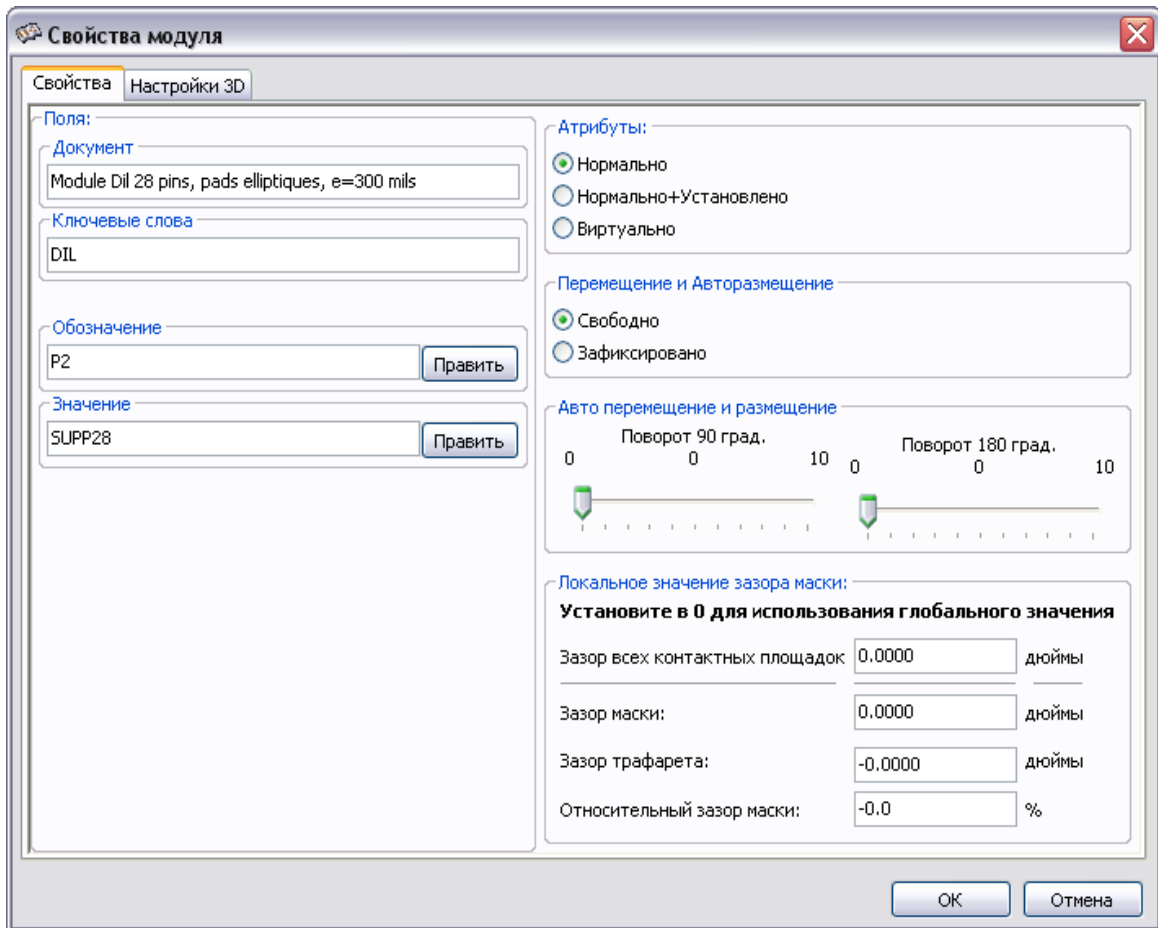 Свойства модуля
Свойства
Настройки 3D
Поля:
Документ
Module Dil 28 pins, pads elliptiques, e=300 mils
Ключевые слова
DIL
Обозначение
P2
Править
Значение
SUPP28
Править
Атрибуты:
Нормально
Нормально+Установлено
Виртуально
Перемещение и Авторазмещение
Свободно
Зафиксировано
Авто перемещение и размещение
Поворот 90 град.
0 0 10
Поворот 180 град.
0 0 10
Локальное значение зазора маски:
Установите в 0 для использования глобального значения
Зазор всех контактных площадок 0.0000 дюймы
Зазор маски: 0.0000 дюймы
Зазор трафарета: -0.0000 дюймы
Относительный зазор маски: -0.0 %
OK
Отмена